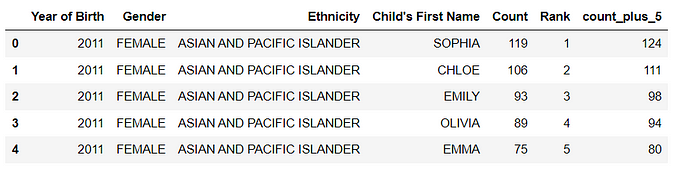 Year of Birth Gender Ethnicity Child's First Name Count Rank count_plus_5
0 2011 FEMALE ASIAN AND PACIFIC ISLANDER SOPHIA 119 1 124
1 2011 FEMALE ASIAN AND PACIFIC ISLANDER CHLOE 106 2 111
2 2011 FEMALE ASIAN AND PACIFIC ISLANDER EMILY 93 3 98
3 2011 FEMALE ASIAN AND PACIFIC ISLANDER OLIVIA 89 4 94
4 2011 FEMALE ASIAN AND PACIFIC ISLANDER EMMA 75 5 80